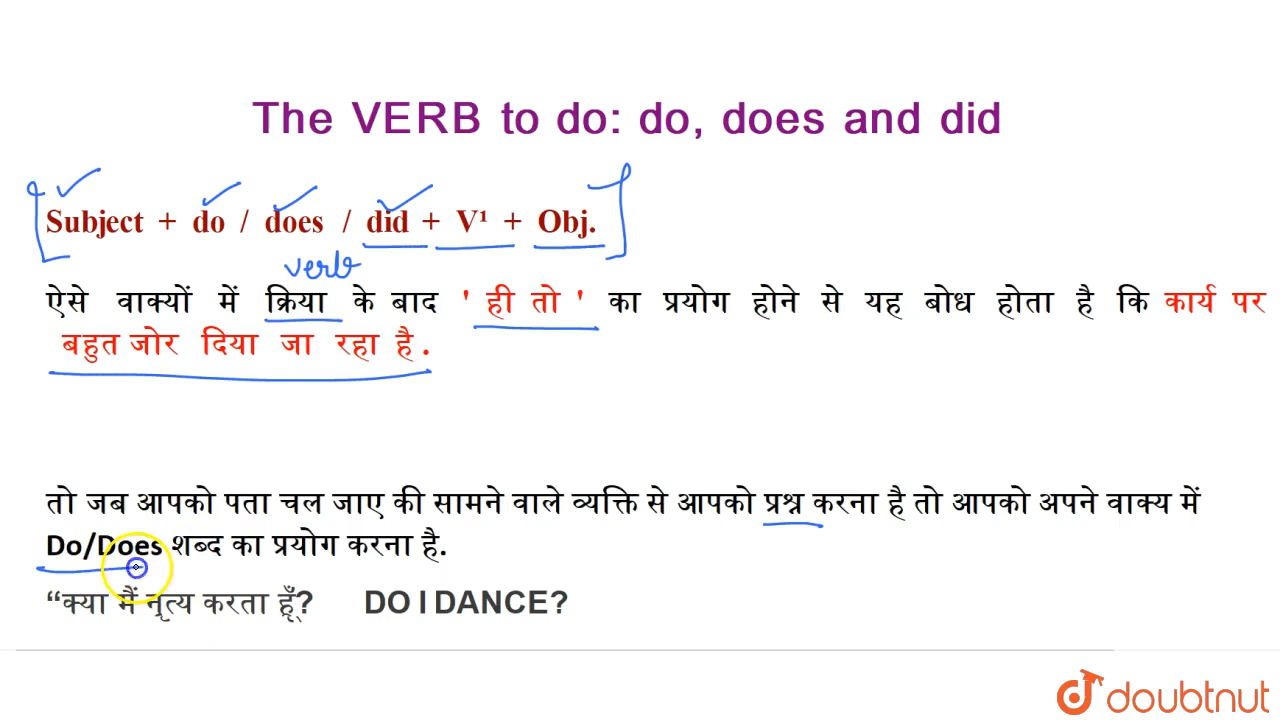 The VERB to do: do, does and did
Subject + do / does / did + V¹ + Obj.
verb
ऐसे वाक्यों में क्रिया के बाद ' ही तो ' का प्रयोग होने से यह बोध होता है कि कार्य पर
बहुत जोर दिया जा रहा है .
तो जब आपको पता चल जाए की सामने वाले व्यक्ति से आपको प्रश्न करना है तो आपको अपने वाक्य में
Do/Does शब्द का प्रयोग करना है.
“क्या मैं नृत्य करता हूँ? DO I DANCE?
doubtnut